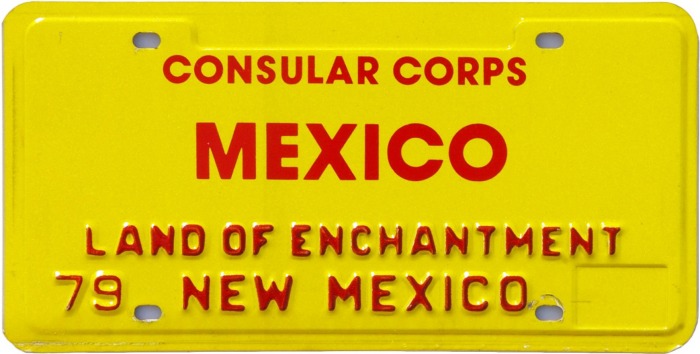 CONSULAR CORPS
MEXICO
LAND OF ENCHANTMENT
79 NEW MEXICO